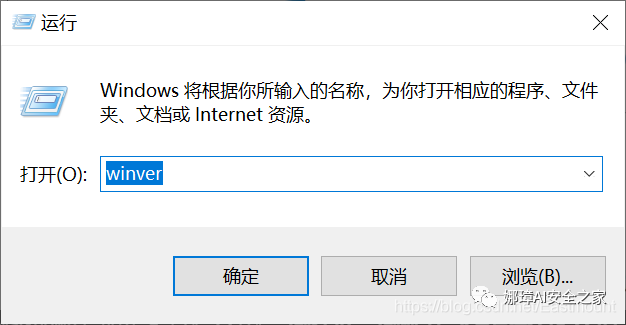 运行
Windows 将根据你所输入的名称，为你打开相应的程序、文件
夹、文档或 Internet 资源。
打开(O): winver
确定 取消 浏览(B)...
娜璋AI安全之家
https://blog.csdn.net/Eastmount